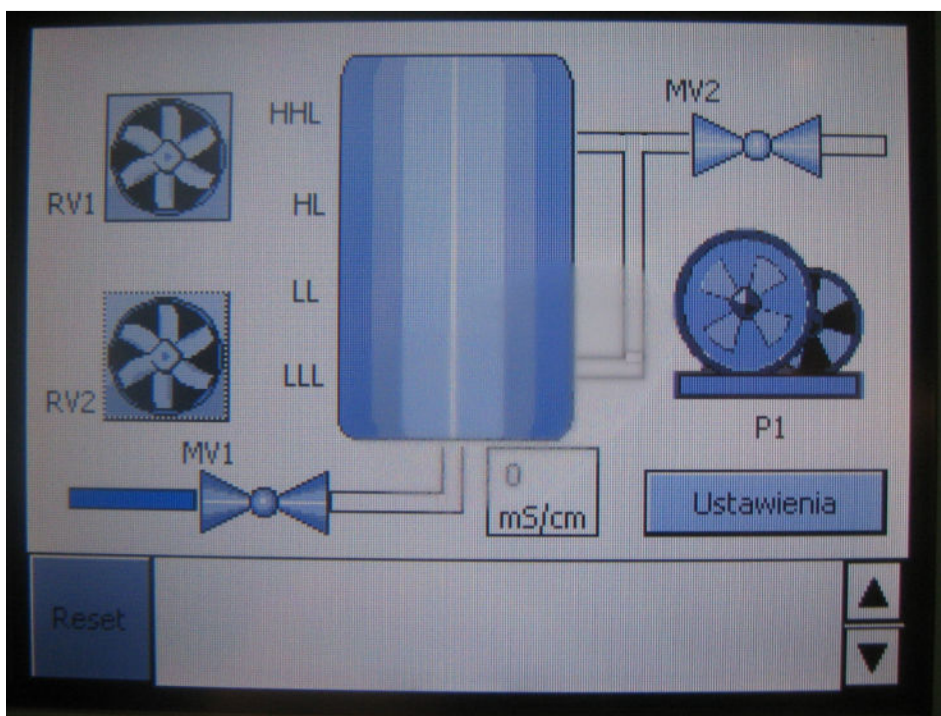 MV2
HHL
RV1
HL
LL
LLL
RV2
P1
MV1
0
mS/cm
Ustawienia
Reset